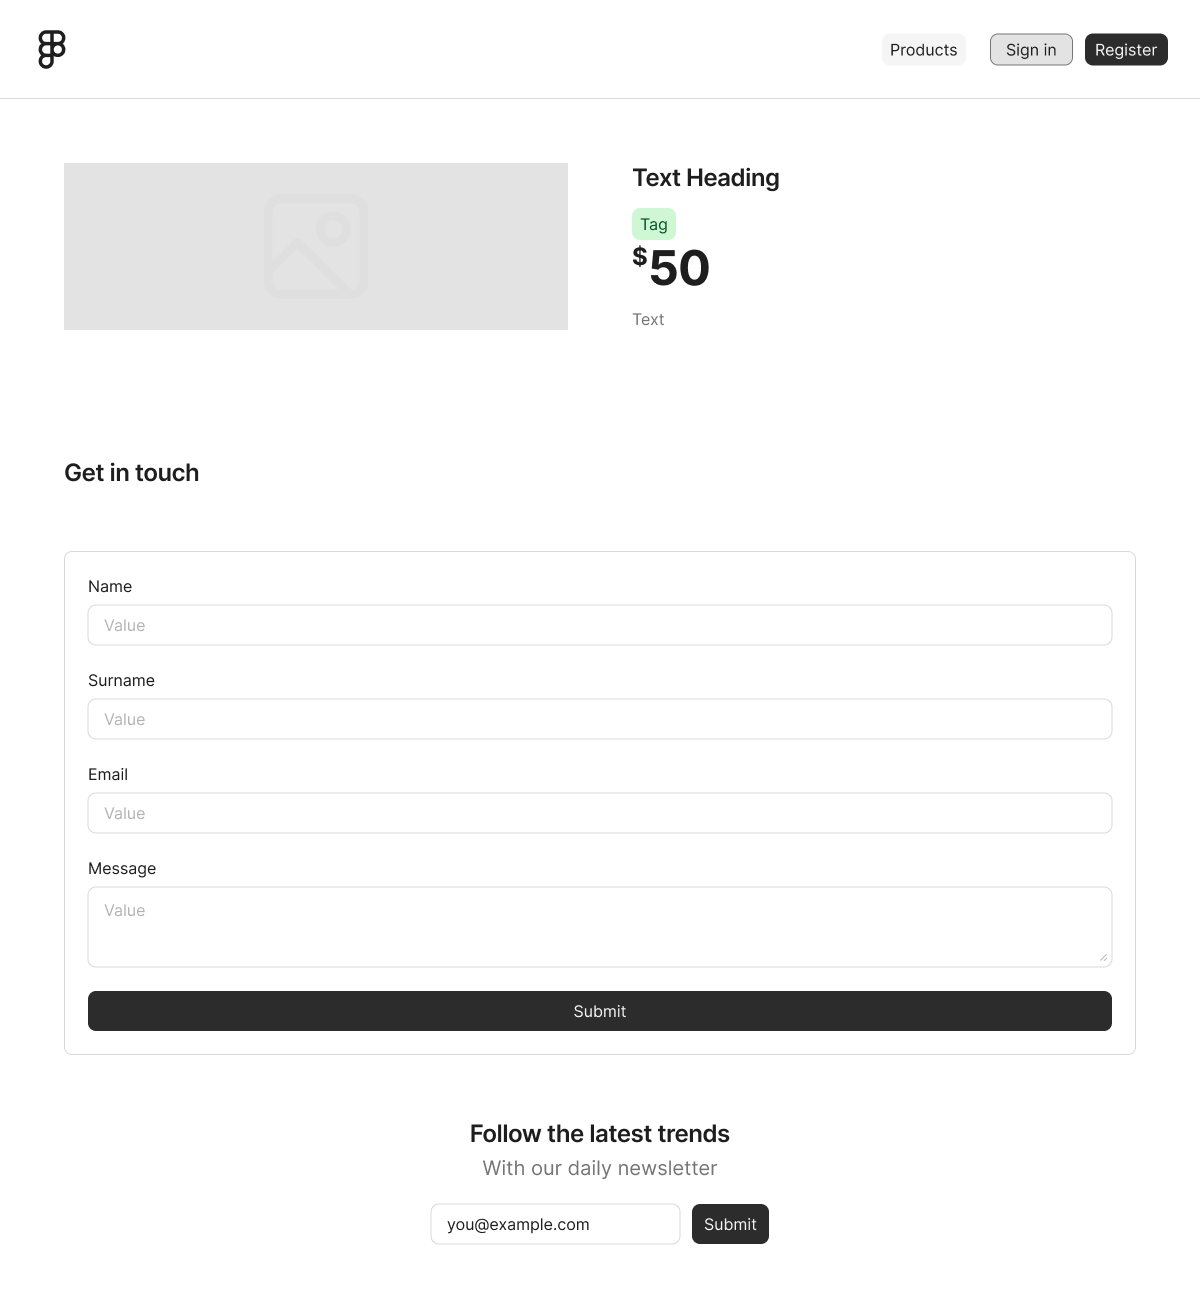 Products
Sign in
Register
Text Heading
Tag
$50
Text
Get in touch
Name
Value
Surname
Value
Email
Value
Message
Value
Submit
Follow the latest trends
With our daily newsletter
you@example.com
Submit